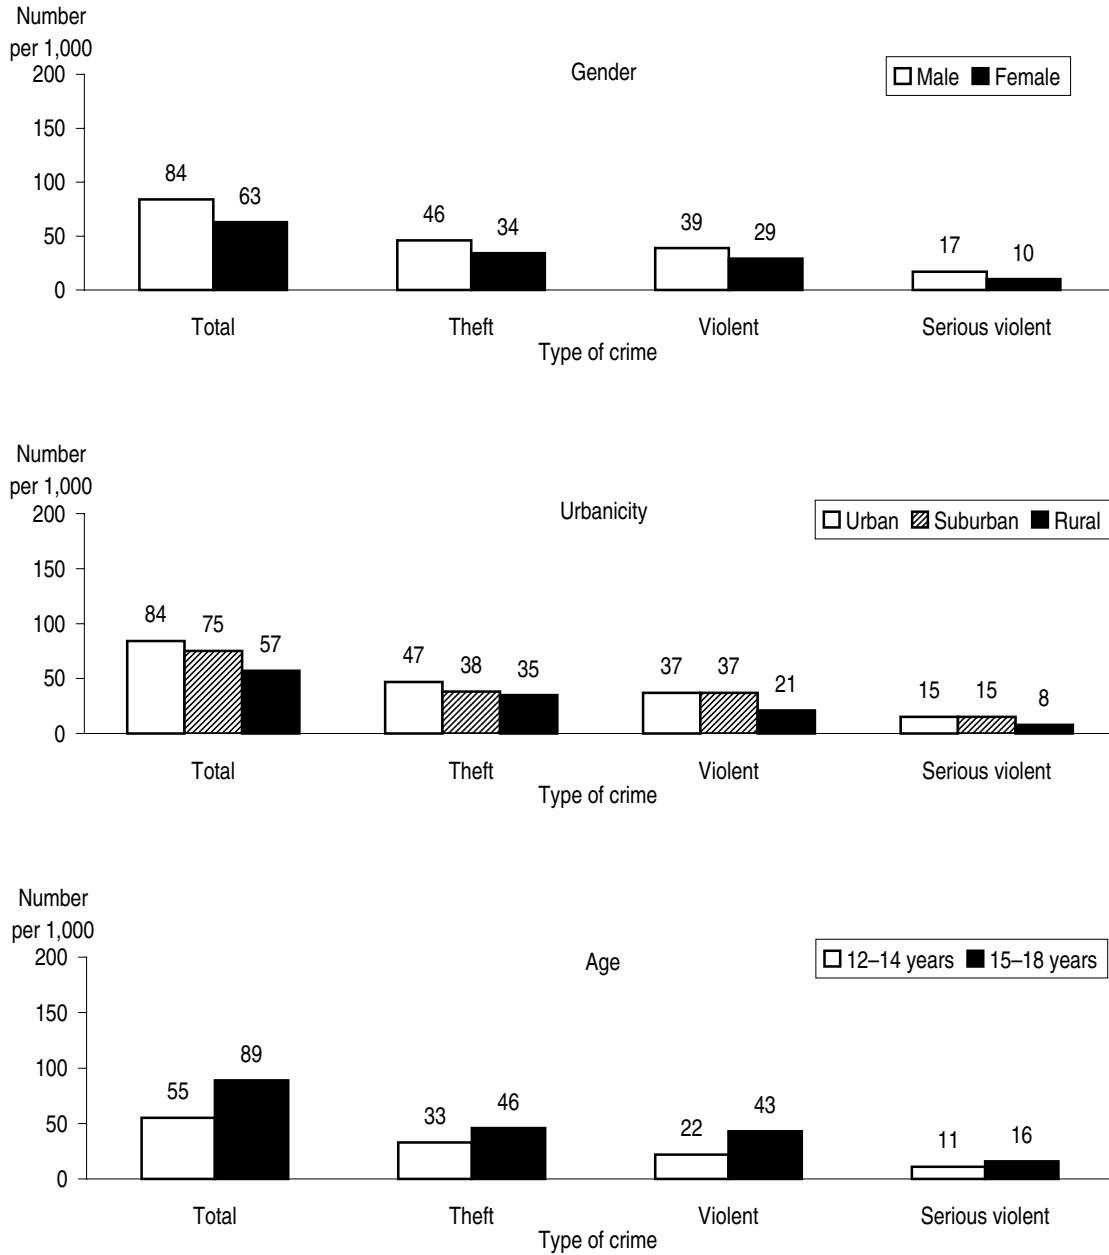 Number
per 1,000
Gender
Male Female
200
150
100
50
0
84 63 46 34 39 29 17 10
Total Theft Violent Serious violent
Type of crime
Number
per 1,000
Urbanicity
Urban Suburban Rural
200
150
100
50
0
84 75 57 47 38 35 37 37 21 15 15 8
Total Theft Violent Serious violent
Type of crime
Number
per 1,000
Age
12–14 years 15–18 years
200
150
100
50
0
55 89 33 46 22 43 11 16
Total Theft Violent Serious violent
Type of crime